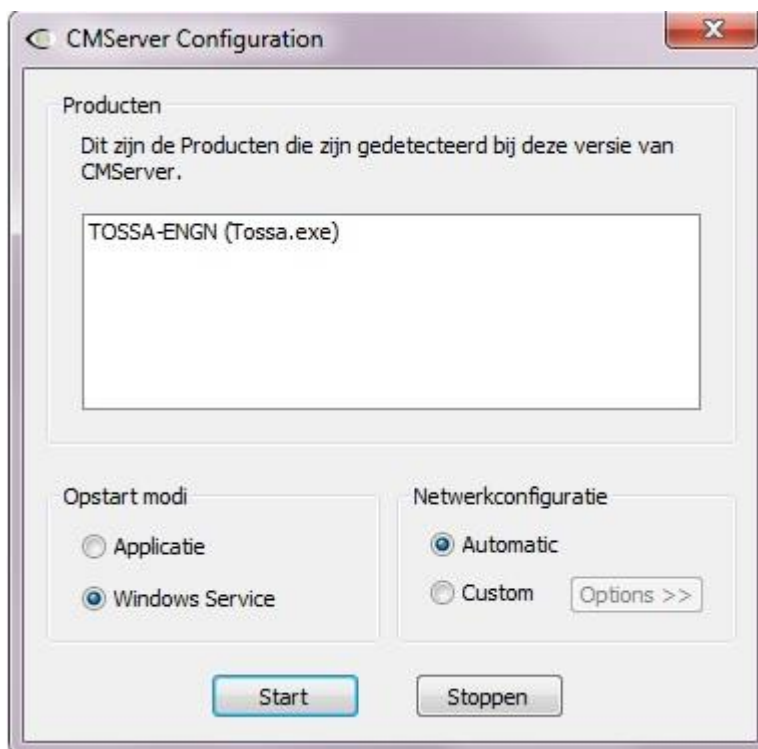 CMServer Configuration
Producten
Dit zijn de Producten die zijn gedetecteerd bij deze versie van
CMServer.
TOSSA-ENGN (Tossa.exe)
Opstart modi
Applicatie
Windows Service
Netwerkconfiguratie
Automatic
Custom
Options >>
Start
Stoppen